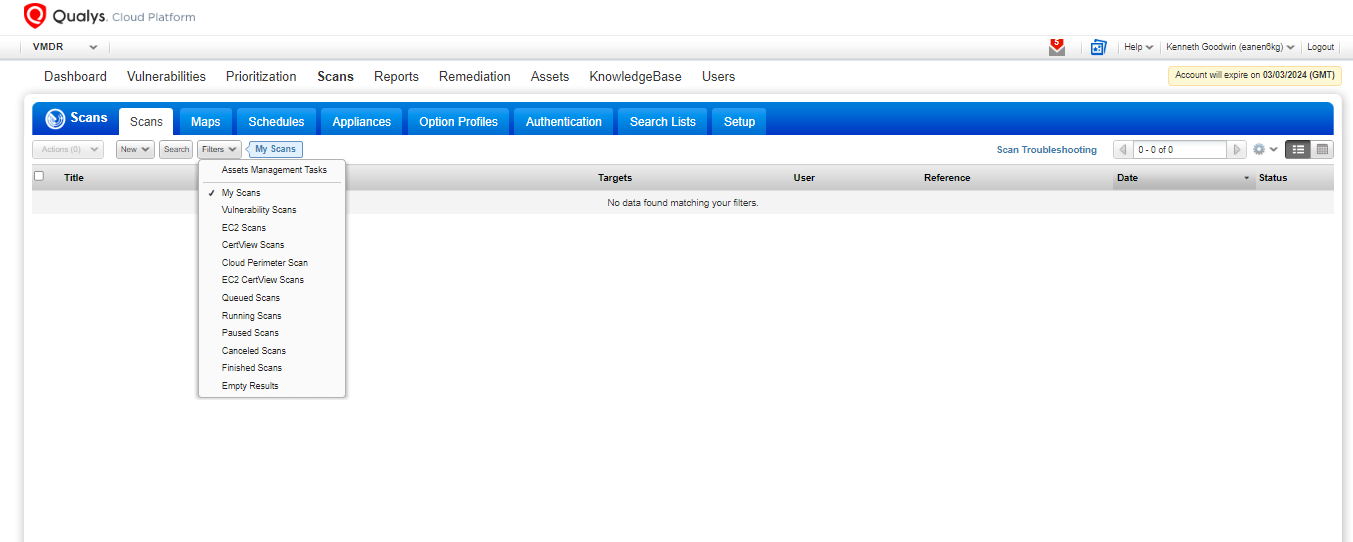 Qualys. Cloud Platform
VMDR
5
Help
Kenneth Goodwin (eanen6kg)
Logout
Dashboard Vulnerabilities Prioritization Scans Reports Remediation Assets KnowledgeBase Users
Account will expire on 03/03/2024 (GMT)
Scans
Scans Maps Schedules Appliances Option Profiles Authentication Search Lists Setup
Actions (0) New Search Filters My Scans
Scan Troubleshooting 0 - 0 of 0
Title Targets User Reference Date Status
No data found matching your filters.
Assets Management Tasks
✓ My Scans
Vulnerability Scans
EC2 Scans
CertView Scans
Cloud Perimeter Scan
EC2 CertView Scans
Queued Scans
Running Scans
Paused Scans
Canceled Scans
Finished Scans
Empty Results